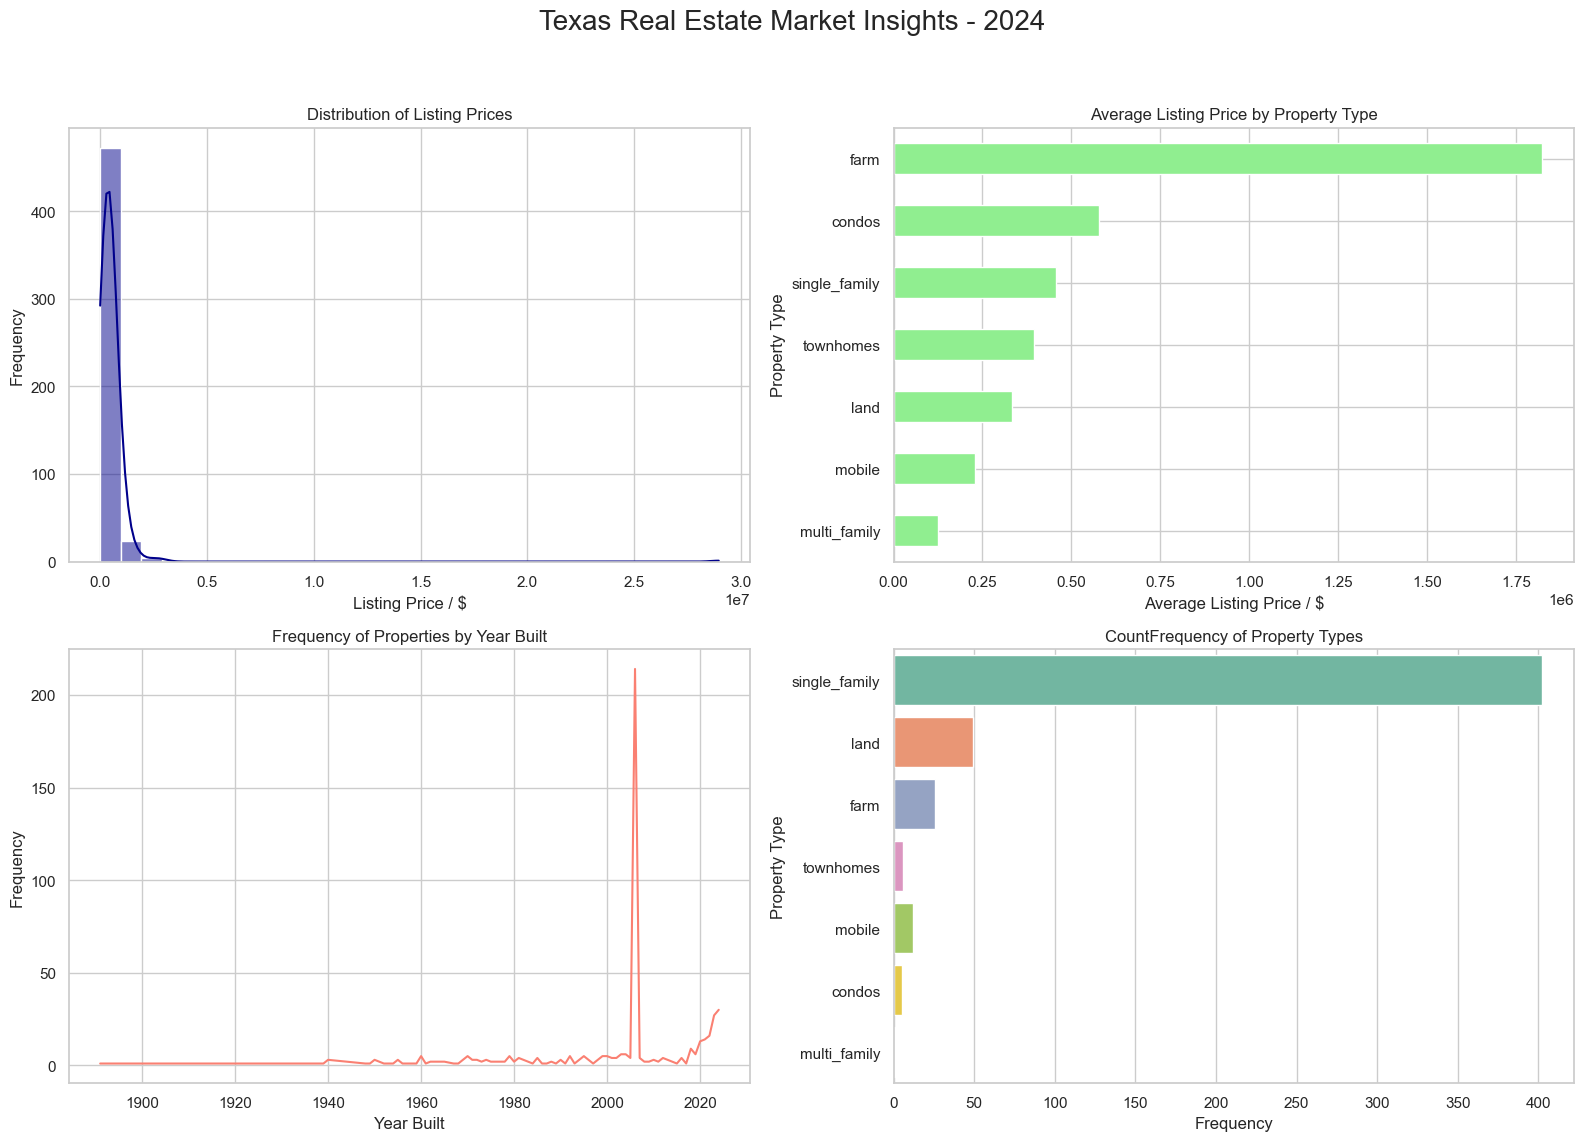 Texas Real Estate Market Insights - 2024
Distribution of Listing Prices
Frequency
400
300
200
100
0
0.0 0.5 1.0 1.5 2.0 2.5 3.0
1e7
Listing Price / $
Average Listing Price by Property Type
Property Type
farm
condos
single_family
townhomes
land
mobile
multi_family
0.00 0.25 0.50 0.75 1.00 1.25 1.50 1.75
1e6
Average Listing Price / $
Frequency of Properties by Year Built
Frequency
200
150
100
50
0
1900 1920 1940 1960 1980 2000 2020
Year Built
CountFrequency of Property Types
Property Type
single_family
land
farm
townhomes
mobile
condos
multi_family
0 50 100 150 200 250 300 350 400
Frequency